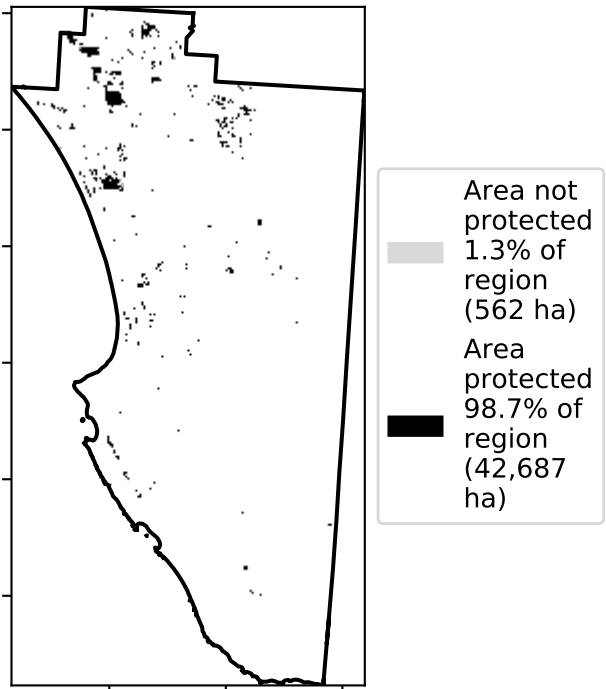 Area not
protected
1.3% of
region
(562 ha)
Area
protected
98.7% of
region
(42,687
ha)